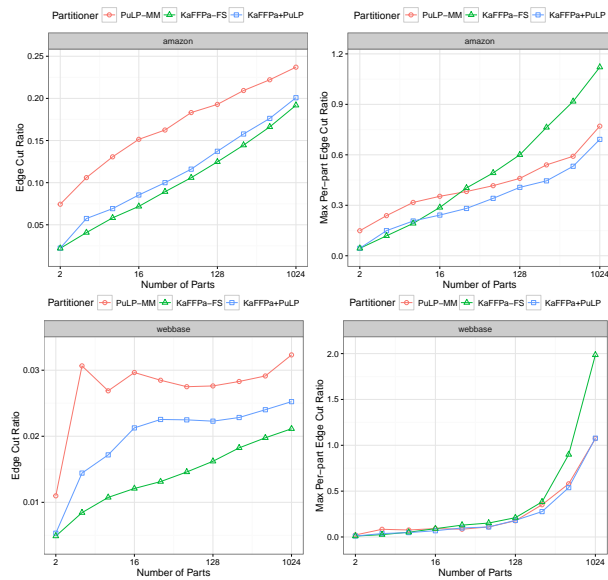 Partitioner PuLP−MM KaFFPa−FS KaFFPa+PuLP
amazon
Edge Cut Ratio
0.25
0.20
0.15
0.10
0.05
2 16 128 1024
Number of Parts
Partitioner PuLP−MM KaFFPa−FS KaFFPa+PuLP
amazon
Max Per−part Edge Cut Ratio
1.2
0.9
0.6
0.3
0.0
2 16 128 1024
Number of Parts
Partitioner PuLP−MM KaFFPa−FS KaFFPa+PuLP
webbase
Edge Cut Ratio
0.03
0.02
0.01
2 16 128 1024
Number of Parts
Partitioner PuLP−MM KaFFPa−FS KaFFPa+PuLP
webbase
Max Per−part Edge Cut Ratio
2.0
1.5
1.0
0.5
0.0
2 16 128 1024
Number of Parts